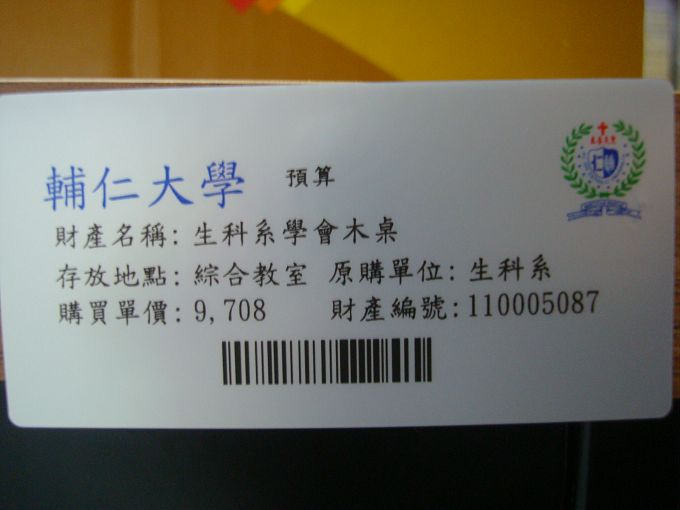 輔仁大學 預算
財產名稱: 生科系學會木桌
存放地點: 綜合教室 原購單位: 生科系
購買單價: 9,708 財產編號: 110005087